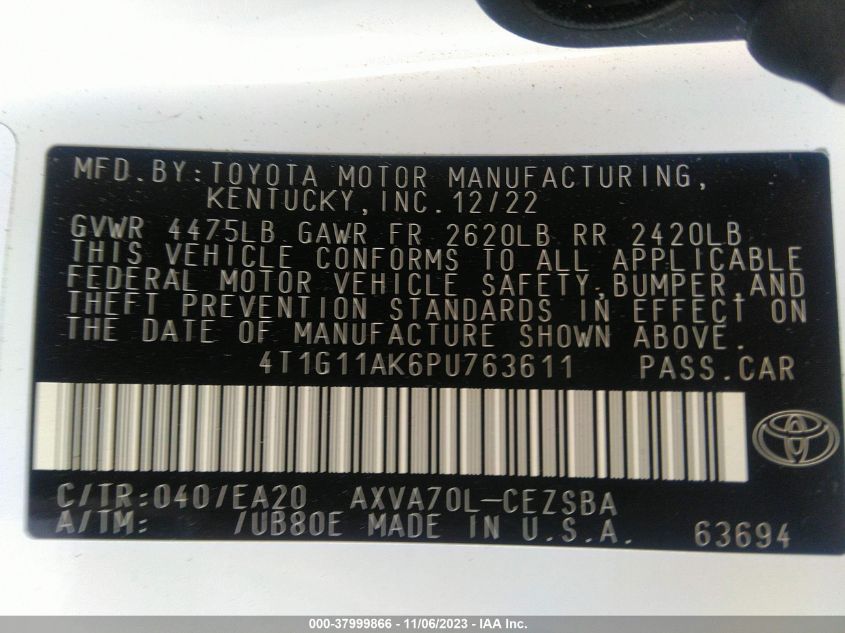 MFD.BY:TOYOTA MOTOR MANUFACTURING,
KENTUCKY,INC.12/22
GVWR 4475LB GAWR FR 2620LB RR 2420LB
THIS VEHICLE CONFORMS TO ALL APPLICABLE
FEDERAL MOTOR VEHICLE SAFETY,BUMPER,AND
THEFT PREVENTION STANDARDS IN EFFECT ON
THE DATE OF MANUFACTURE SHOWN ABOVE.
4T1G11AK6PU763611 PASS.CAR
C/TR:040/EA20 AXVA70L-CEZSBA
A/TM: /UB80E MADE IN U.S.A. 63694
000-37999866 - 11/06/2023 - IAA Inc.